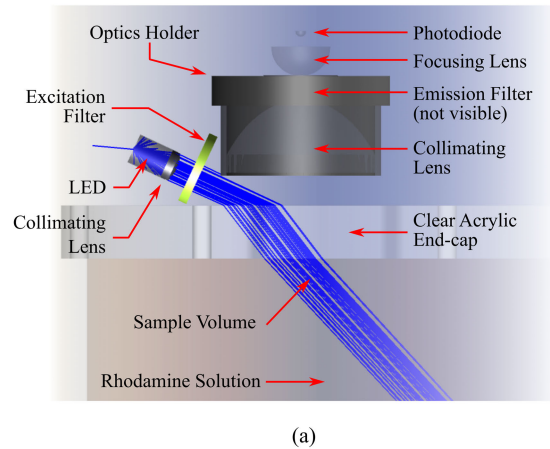 Optics Holder
Photodiode
Focusing Lens
Excitation
Filter
Emission Filter
(not visible)
Collimating
Lens
LED
Collimating
Lens
Clear Acrylic
End-cap
Sample Volume
Rhodamine Solution
(a)